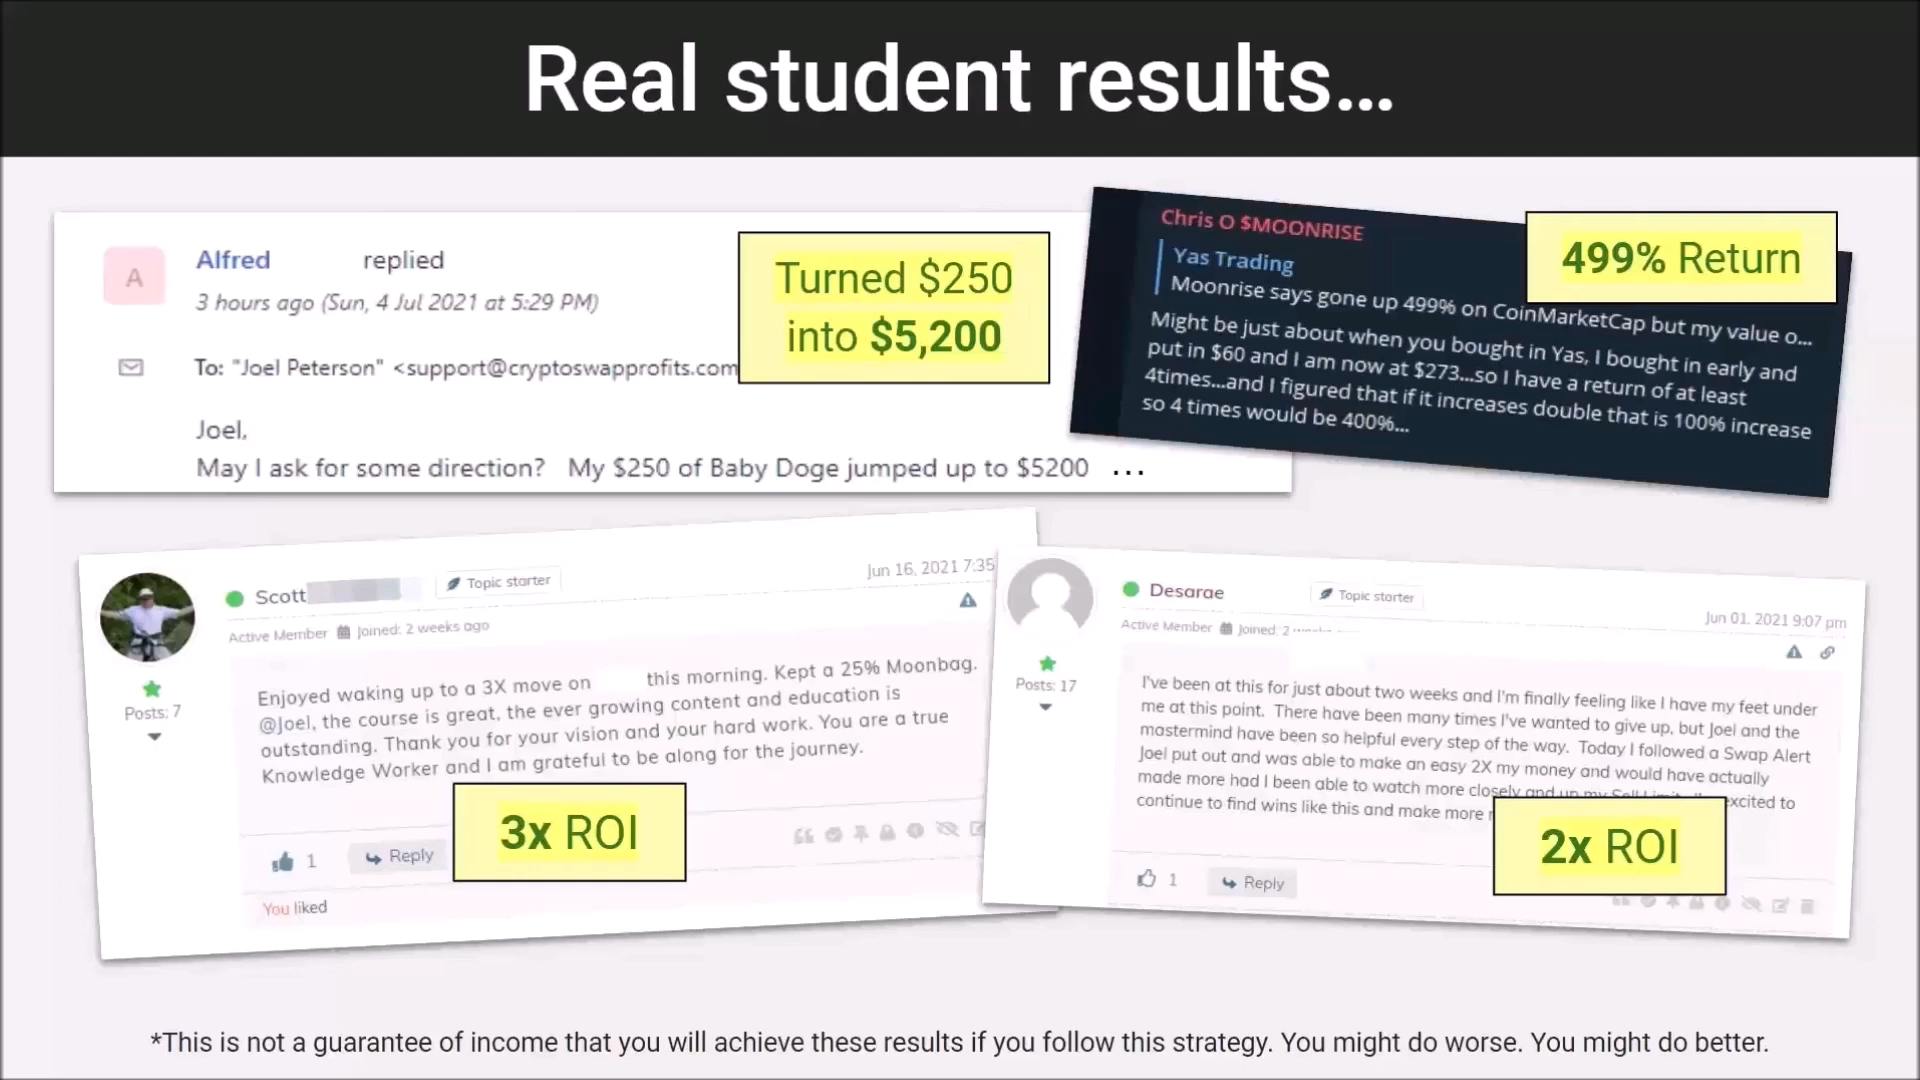 Real student results...
A
Alfred replied
3 hours ago (Sun, 4 Jul 2021 at 5:29 PM)
To: "Joel Peterson" <support@cryptoswapprofits.com
Joel,
May I ask for some direction? My $250 of Baby Doge jumped up to $5200 ...
Turned $250
into $5,200
Chris O $MOONRISE
Yas Trading
Moonrise says gone up 499% on CoinMarketCap but my value o...
Might be just about when you bought in Yas, I bought in early and
put in $60 and I am now at $273...so I have a return of at least
4times...and I figured that if it increases double that is 100% increase
so 4 times would be 400%...
499% Return
Scott
Topic starter
Jun 16, 2021 7:35
Active Member Joined: 2 weeks ago
Posts: 7
Enjoyed waking up to a 3X move on this morning. Kept a 25% Moonbag.
@Joel, the course is great, the ever growing content and education is
outstanding. Thank you for your vision and your hard work. You are a true
Knowledge Worker and I am grateful to be along for the journey.
3x ROI
1
Reply
You liked
Desarae
Topic starter
Jun 01, 2021 9:07 pm
Active Member Joined: 2
Posts: 17
I've been at this for just about two weeks and I'm finally feeling like I have my feet under
me at this point. There have been many times I've wanted to give up, but Joel and the
mastermind have been so helpful every step of the way. Today I followed a Swap Alert
Joel put out and was able to make an easy 2X my money and would have actually
made more had I been able to watch more closely and up my Sell excited to
continue to find wins like this and make more
2x ROI
1
Reply
*This is not a guarantee of income that you will achieve these results if you follow this strategy. You might do worse. You might do better.